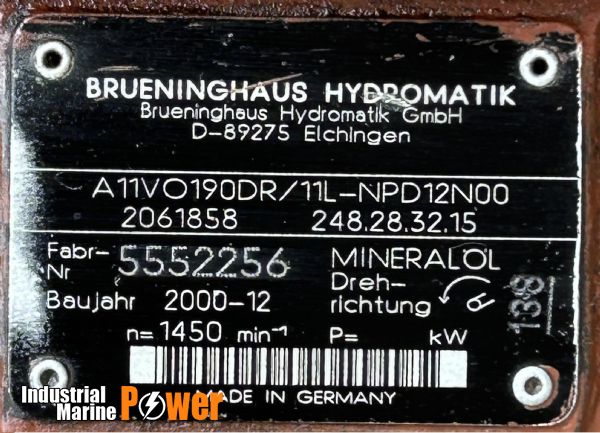 BRUENINGHAUS HYDROMATIK
Brueninghaus Hydromatik GmbH
D-89275 Elchingen
A11VO190DR/11L-NPD12N00
2061858 248.28.32.15
Fabr-Nr 5552256 MINERALÖL
Baujahr 2000-12 Dreh-richtung
138
n= 1450 min⁻¹ P= kW
MADE IN GERMANY
Industrial
Marine Power